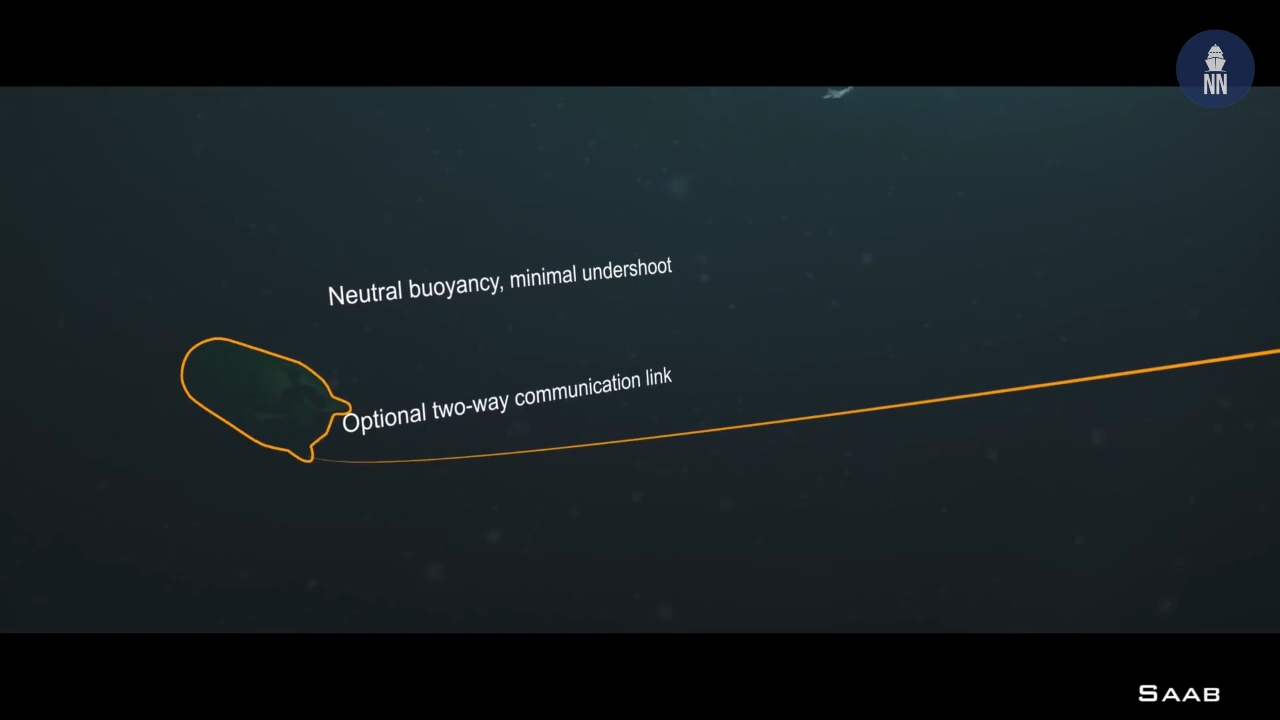 NN
Neutral buoyancy, minimal undershoot
Optional two-way communication link
SAAB